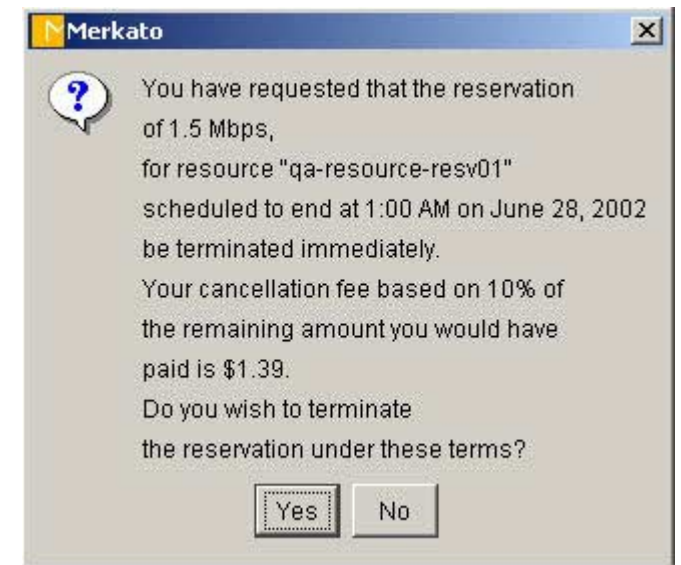 Merkato
You have requested that the reservation
of 1.5 Mbps,
for resource "qa-resource-resv01"
scheduled to end at 1:00 AM on June 28, 2002
be terminated immediately.
Your cancellation fee based on 10% of
the remaining amount you would have
paid is $1.39.
Do you wish to terminate
the reservation under these terms?
Yes No